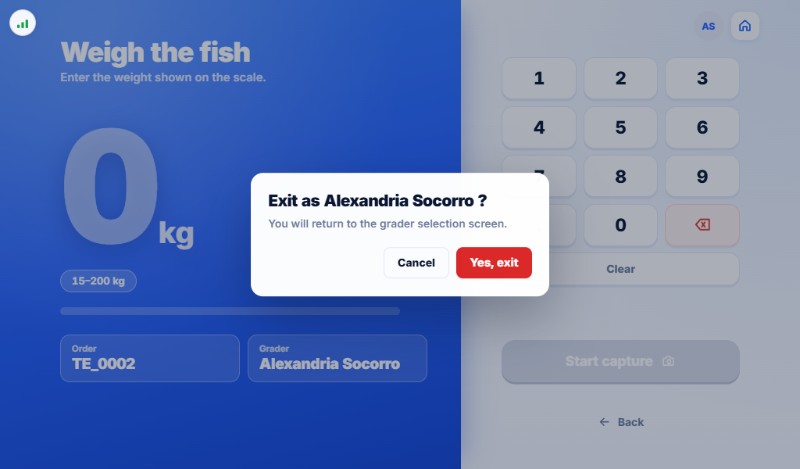 Weigh the fish
Enter the weight shown on the scale.
0 kg
15–200 kg
Order
TE_0002
Grader
Alexandria Socorro
AS
1 2 3
4 5 6
8 9
0
Clear
Start capture
← Back
Exit as Alexandria Socorro ?
You will return to the grader selection screen.
Cancel
Yes, exit